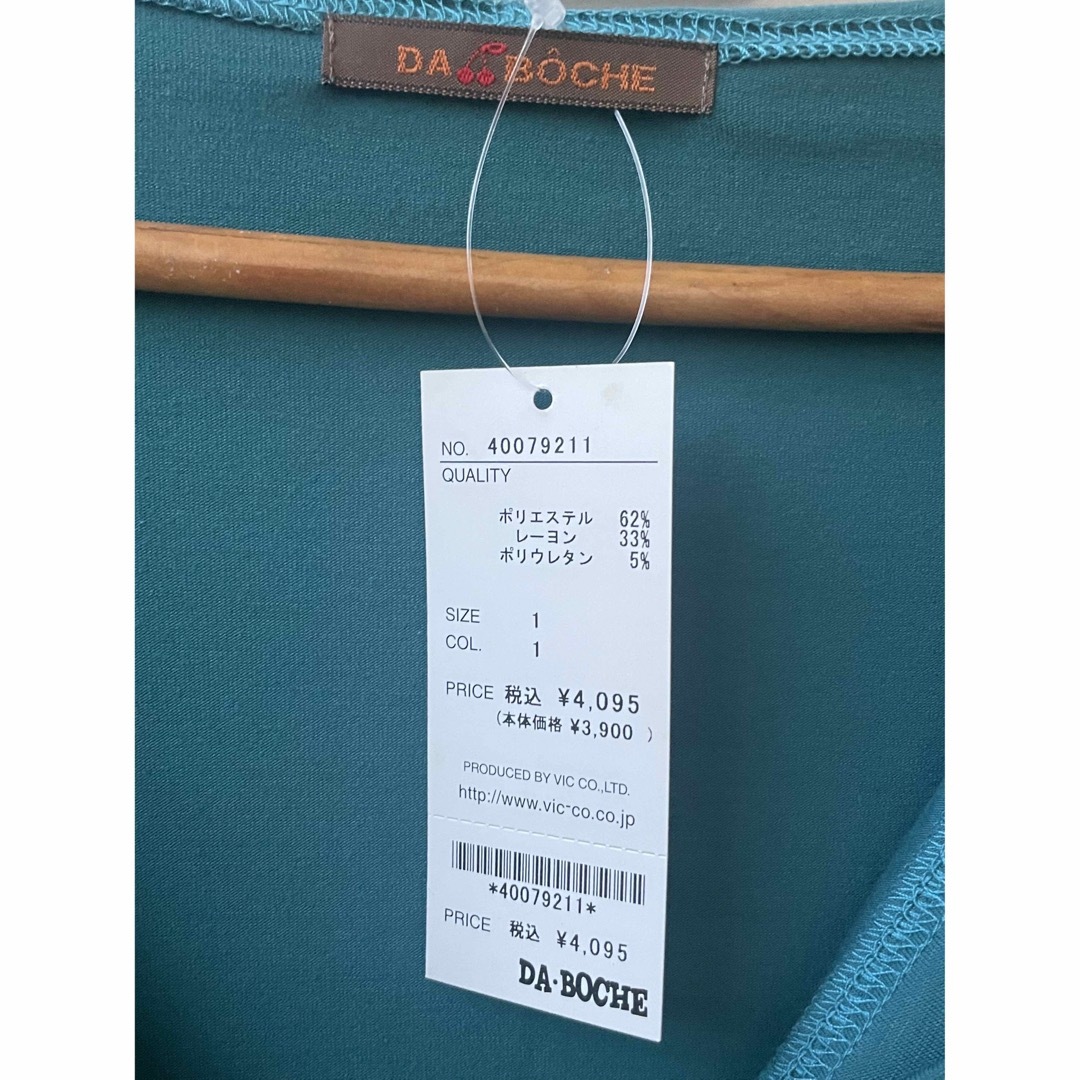 DA BÔCHE
NO. 40079211
QUALITY
ポリエステル 62%
レーヨン 33%
ポリウレタン 5%
SIZE 1
COL. 1
PRICE 税込 ¥4,095
(本体価格 ¥3,900 )
PRODUCED BY VIC CO.,LTD.
http://www.vic-co.co.jp
*40079211*
PRICE 税込 ¥4,095
DA·BOCHE